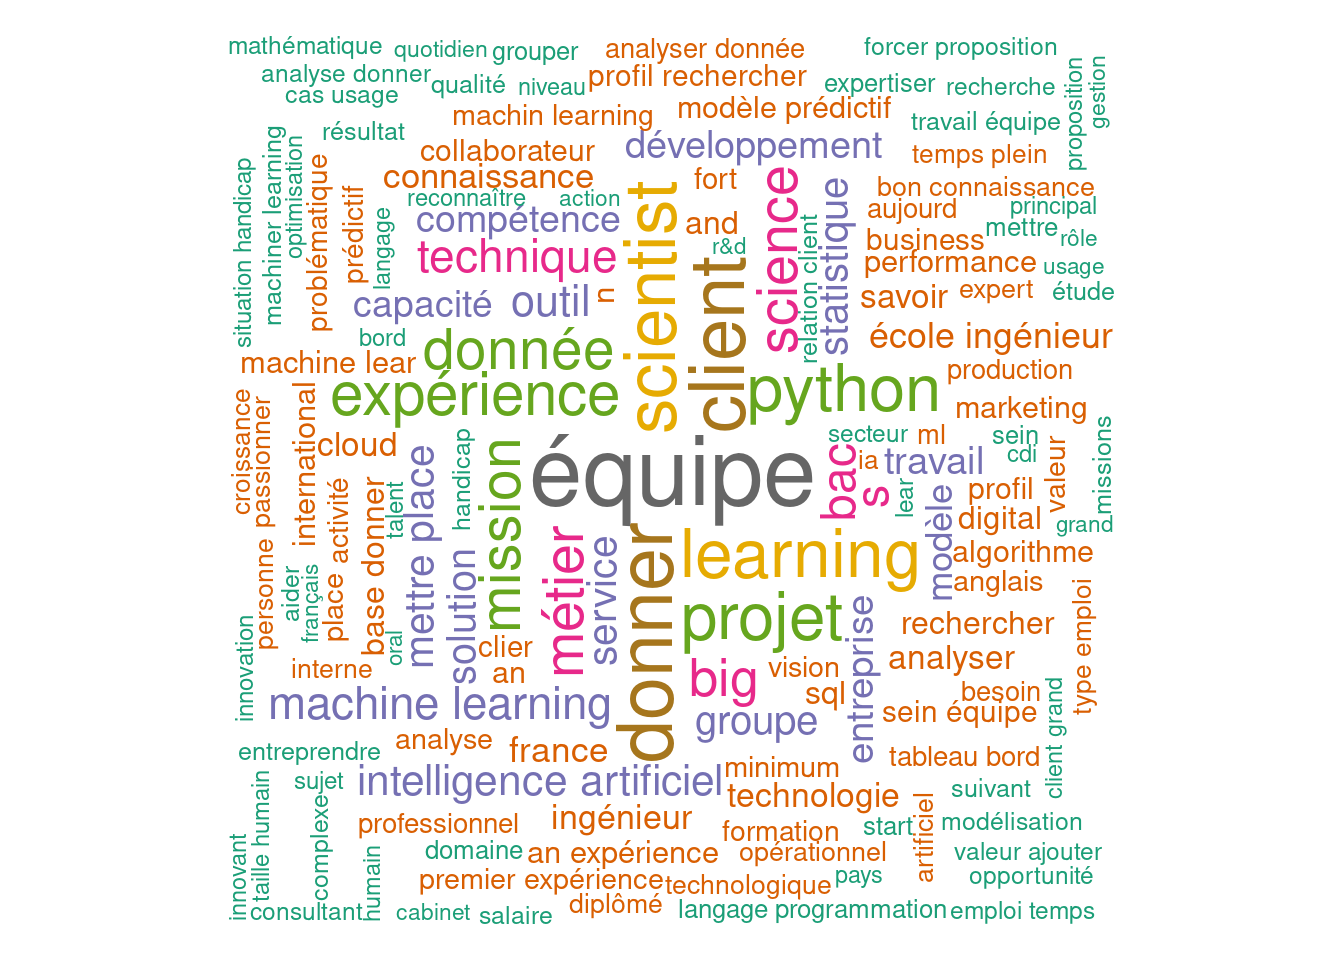 mathématique
quotidien
grouper
analyser donnée
forcer proposition
analyse donner
qualité
niveau
profil rechercher
expertiser
recherche
proposition
gestion
cas usage
machin learning
modèle prédictif
travail équipe
résultat
collaborateur
développement
temps plein
situation handicap
machiner learning
optimisation
problématique
prédictif
langage
connaissance
reconnaître
action
fort
bon connaissance
compétence
and
aujourd
principal
mettre
technique
r&d
business
rôle
scientist
client
science
relation client
statistique
performance
usage
capacité
outil
n
savoir
expert
étude
bord
donnée
école ingénieur
machine lear
expérience
python
production
marketing
croissance
personne passionner
international
cloud
handicap
mission
équipe
secteur
ml
sein
cdi
bac
s
ia
travail
lear
valeur
missions
profil
activité
base donner
talent
mettre place
digital
grand
donner
learning
modèle
algorithme
aider
français
place
solution
métier
service
anglais
projet
entreprise
rechercher
type emploi
oral
clier
an
interne
innovation
big
vision
sql
analyser
besoin
machine learning
groupe
sein équipe
client grand
entreprendre
analyse
france
tableau bord
sujet
intelligence artificiel
minimum
technologie
suivant
taille humain
innovant
complexe
humain
professionnel
ingénieur
formation
start
artificiel
modélisation
domaine
an expérience
opérationnel
valeur ajouter
premier expérience
technologique
pays
opportunité
consultant
cabinet
salaire
diplômé
langage programmation
emploi temps